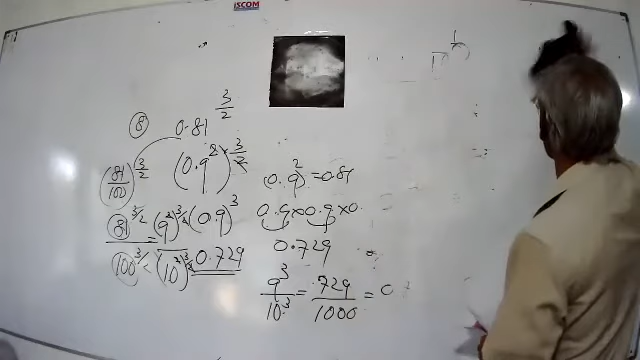 ISCOM
⑧ 0.81^{3/2}
(81/100)^{3/2} (0.9^2)^{×3/2} (0.9)^2 = 0.81
81^{3/2} / 100^{3/2} = (9^2)^{3/2} / (10^2)^{3/2} (0.9)^3 0.9×0.9×0.
0.729 0.729
9^3/10^3 = 729/1000 = 0